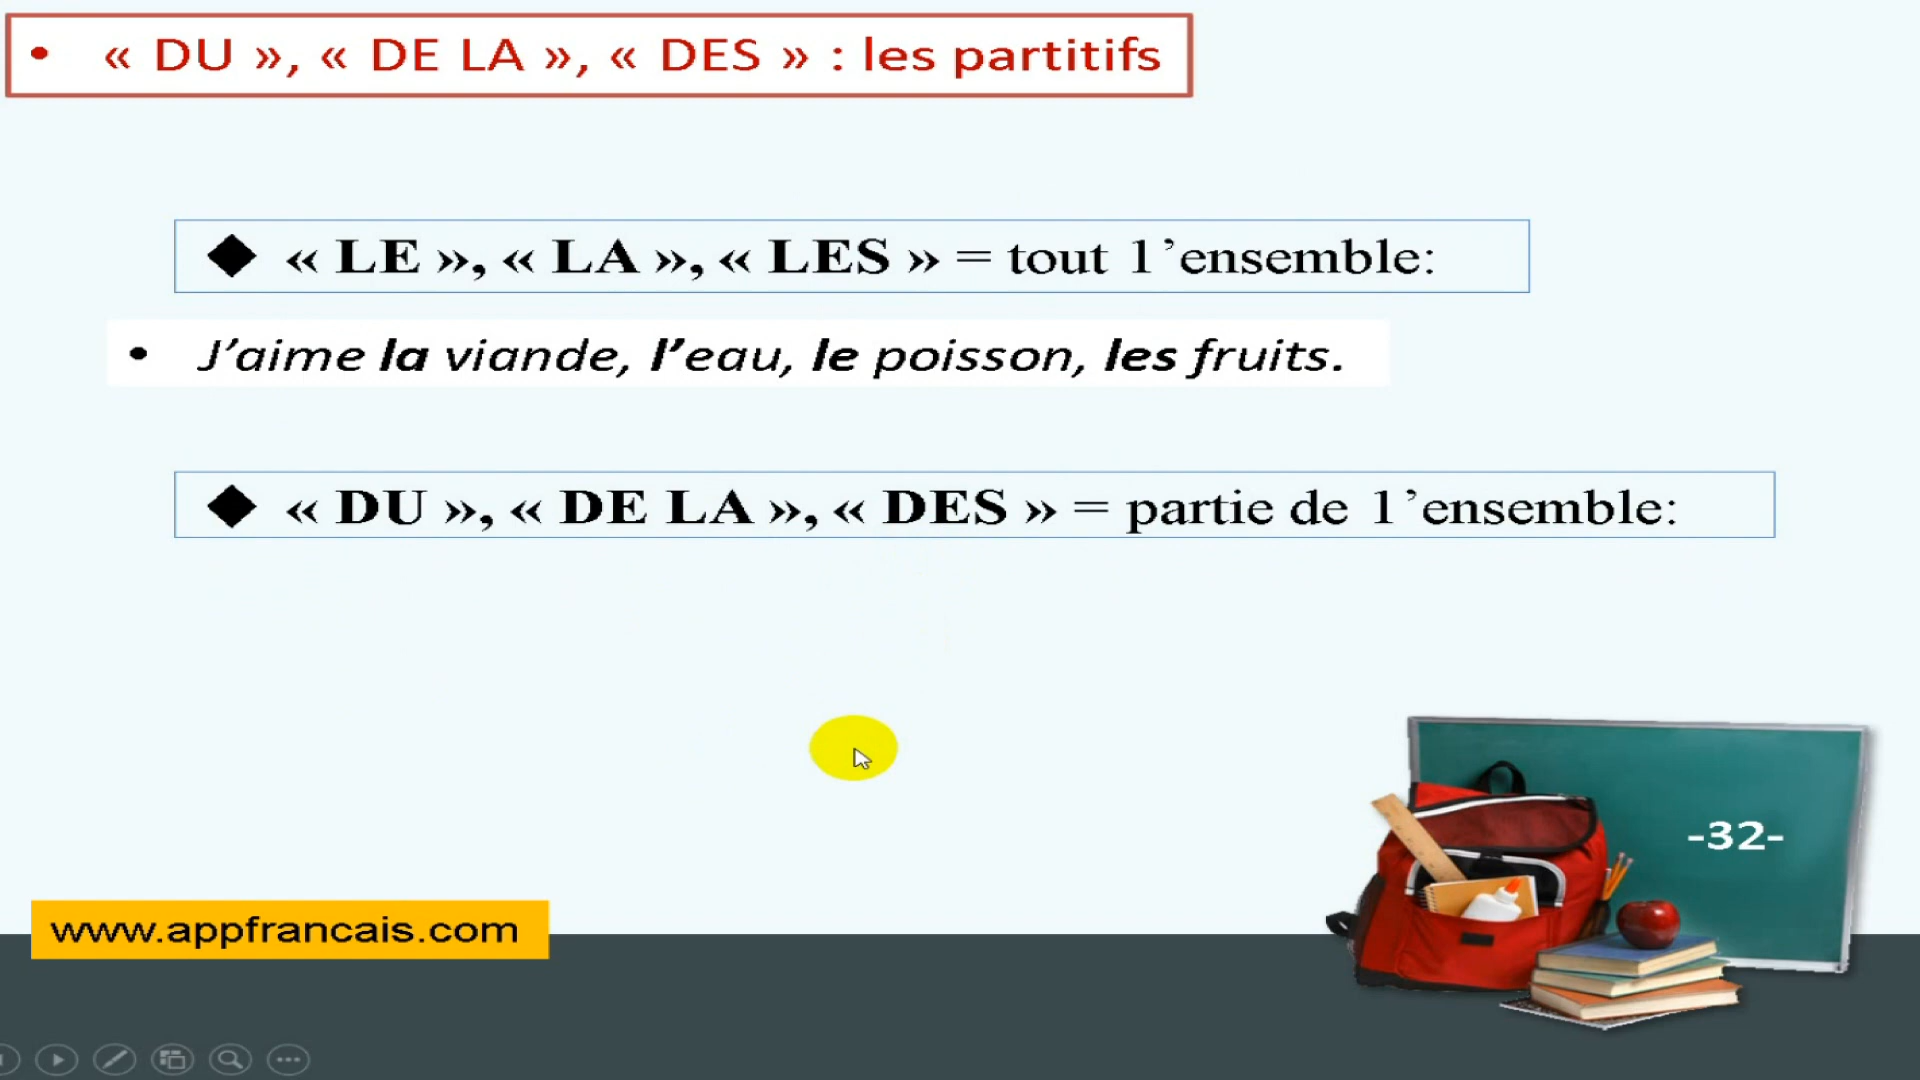 • « DU », « DE LA », « DES » : les partitifs
◆ « LE », « LA », « LES » = tout l’ensemble:
• J’aime la viande, l’eau, le poisson, les fruits.
◆ « DU », « DE LA », « DES » = partie de l’ensemble:
-32-
www.appfrancais.com